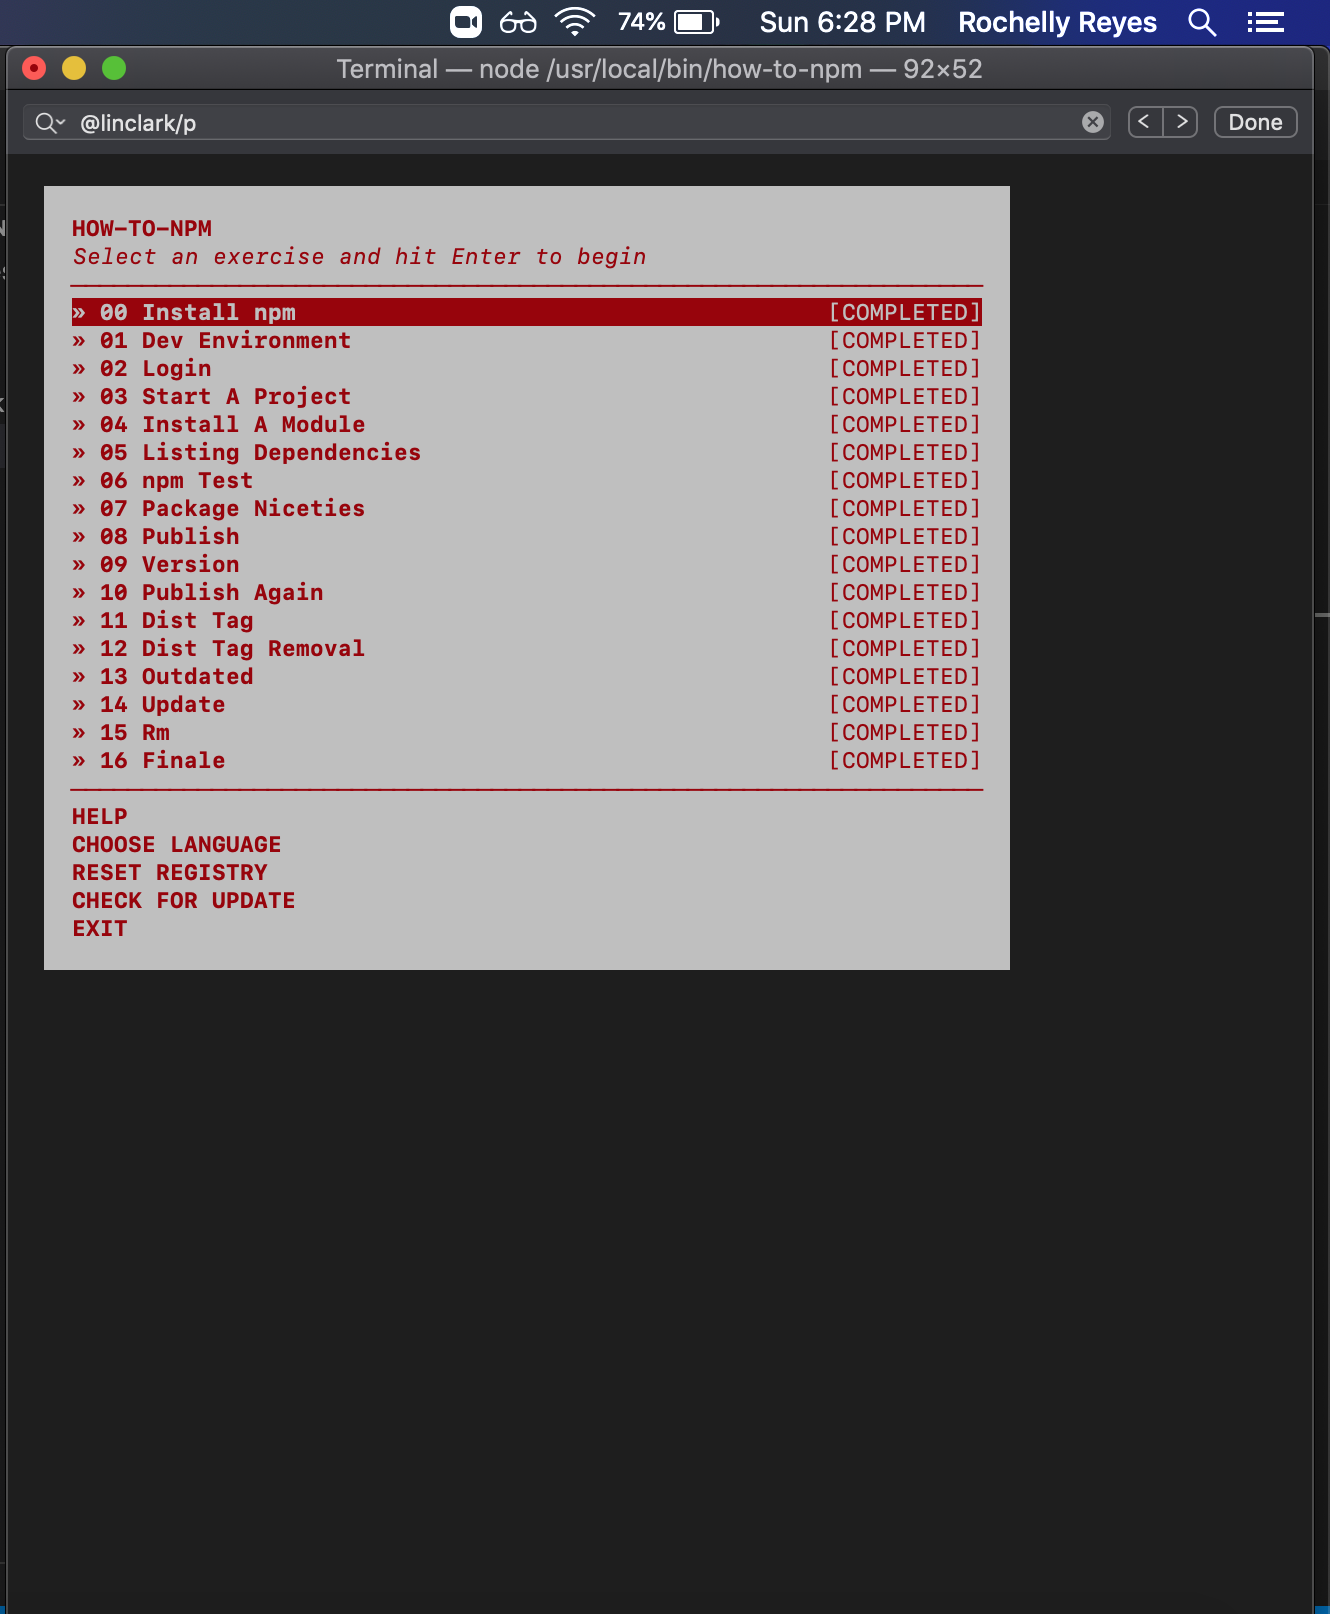 74% Sun 6:28 PM Rochelly Reyes
Terminal — node /usr/local/bin/how-to-npm — 92×52
@linclark/p < > Done
HOW-TO-NPM
Select an exercise and hit Enter to begin
» 00 Install npm [COMPLETED]
» 01 Dev Environment [COMPLETED]
» 02 Login [COMPLETED]
» 03 Start A Project [COMPLETED]
» 04 Install A Module [COMPLETED]
» 05 Listing Dependencies [COMPLETED]
» 06 npm Test [COMPLETED]
» 07 Package Niceties [COMPLETED]
» 08 Publish [COMPLETED]
» 09 Version [COMPLETED]
» 10 Publish Again [COMPLETED]
» 11 Dist Tag [COMPLETED]
» 12 Dist Tag Removal [COMPLETED]
» 13 Outdated [COMPLETED]
» 14 Update [COMPLETED]
» 15 Rm [COMPLETED]
» 16 Finale [COMPLETED]
HELP
CHOOSE LANGUAGE
RESET REGISTRY
CHECK FOR UPDATE
EXIT